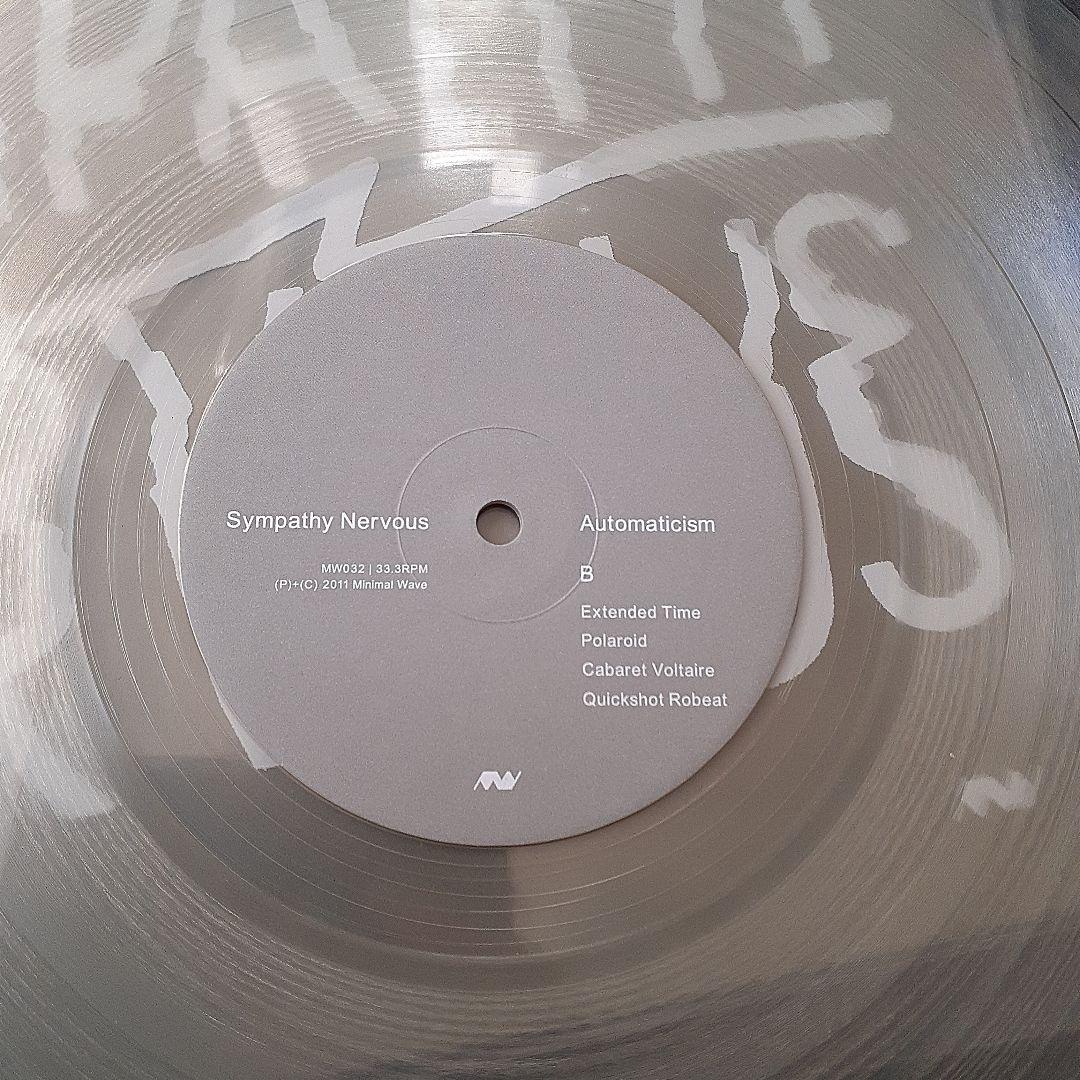 Sympathy Nervous
MW032 | 33.3RPM
(P)+(C) 2011 Minimal Wave
Automaticism
B
Extended Time
Polaroid
Cabaret Voltaire
Quickshot Robeat